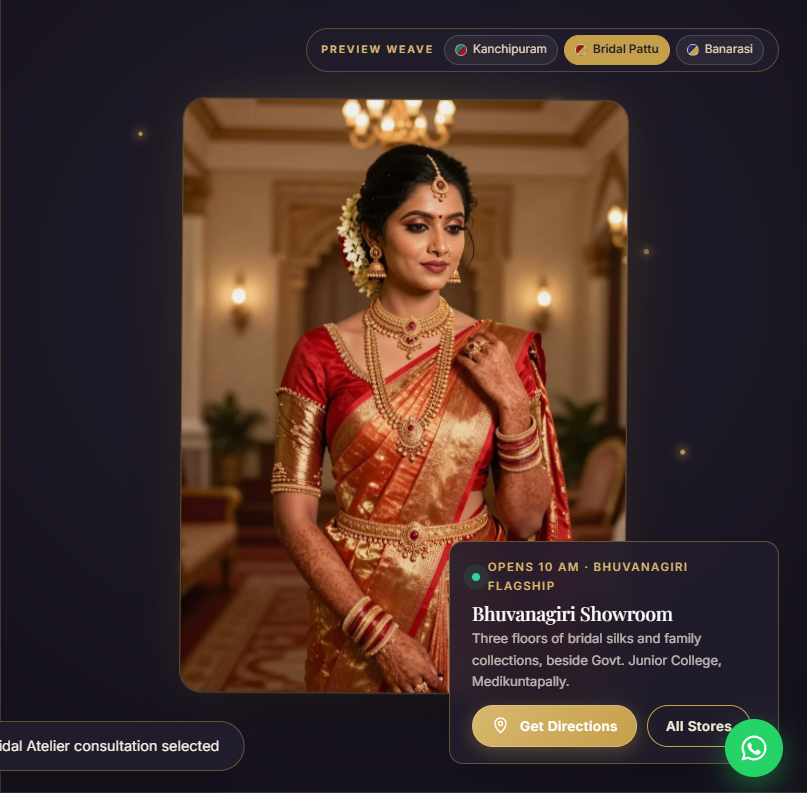 PREVIEW WEAVE
Kanchipuram
Bridal Pattu
Banarasi
OPENS 10 AM · BHUVANAGIRI
FLAGSHIP
Bhuvanagiri Showroom
Three floors of bridal silks and family
collections, beside Govt. Junior College,
Medikuntapally.
Get Directions
All Stores
Atelier consultation selected